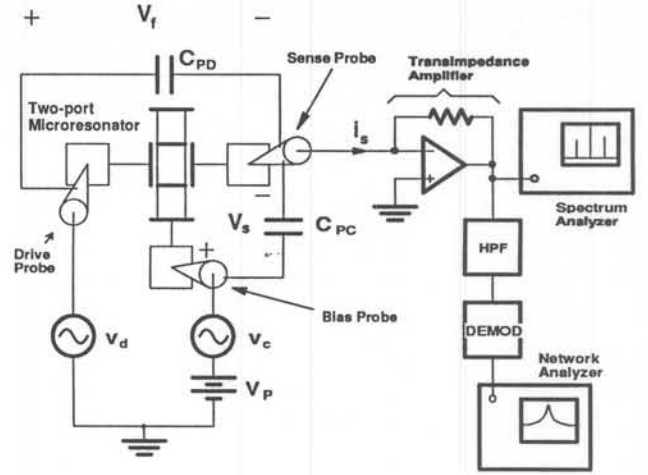 + V_f −
C_PD
Sense Probe
Transimpedance
Amplifier
Two-port
Microresonator
i_s
−
+
−
V_s
C_PC
+
Spectrum
Analyzer
Drive
Probe
HPF
Bias Probe
v_d
v_c
DEMOD
V_P
Network
Analyzer